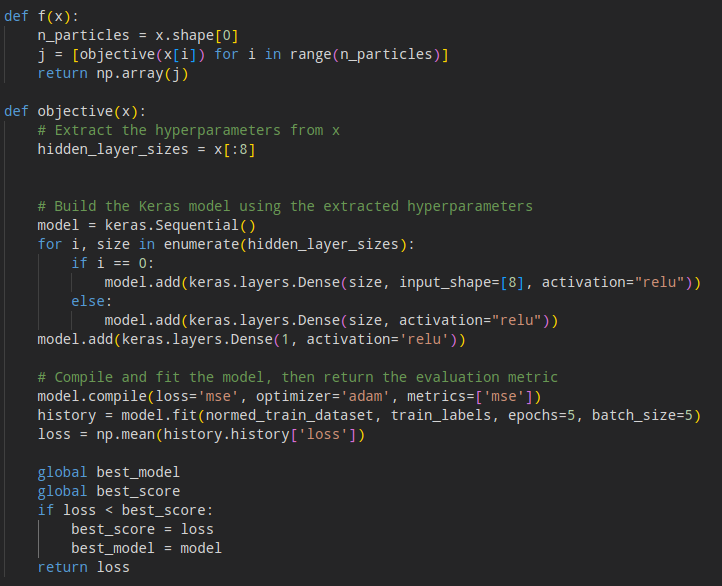 def f(x):
    n_particles = x.shape[0]
    j = [objective(x[i]) for i in range(n_particles)]
    return np.array(j)
def objective(x):
    # Extract the hyperparameters from x
    hidden_layer_sizes = x[:8]
    # Build the Keras model using the extracted hyperparameters
    model = keras.Sequential()
    for i, size in enumerate(hidden_layer_sizes):
        if i == 0:
            model.add(keras.layers.Dense(size, input_shape=[8], activation="relu"))
        else:
            model.add(keras.layers.Dense(size, activation="relu"))
    model.add(keras.layers.Dense(1, activation='relu'))
    # Compile and fit the model, then return the evaluation metric
    model.compile(loss='mse', optimizer='adam', metrics=['mse'])
    history = model.fit(normed_train_dataset, train_labels, epochs=5, batch_size=5)
    loss = np.mean(history.history['loss'])
    global best_model
    global best_score
    if loss < best_score:
        best_score = loss
        best_model = model
    return loss